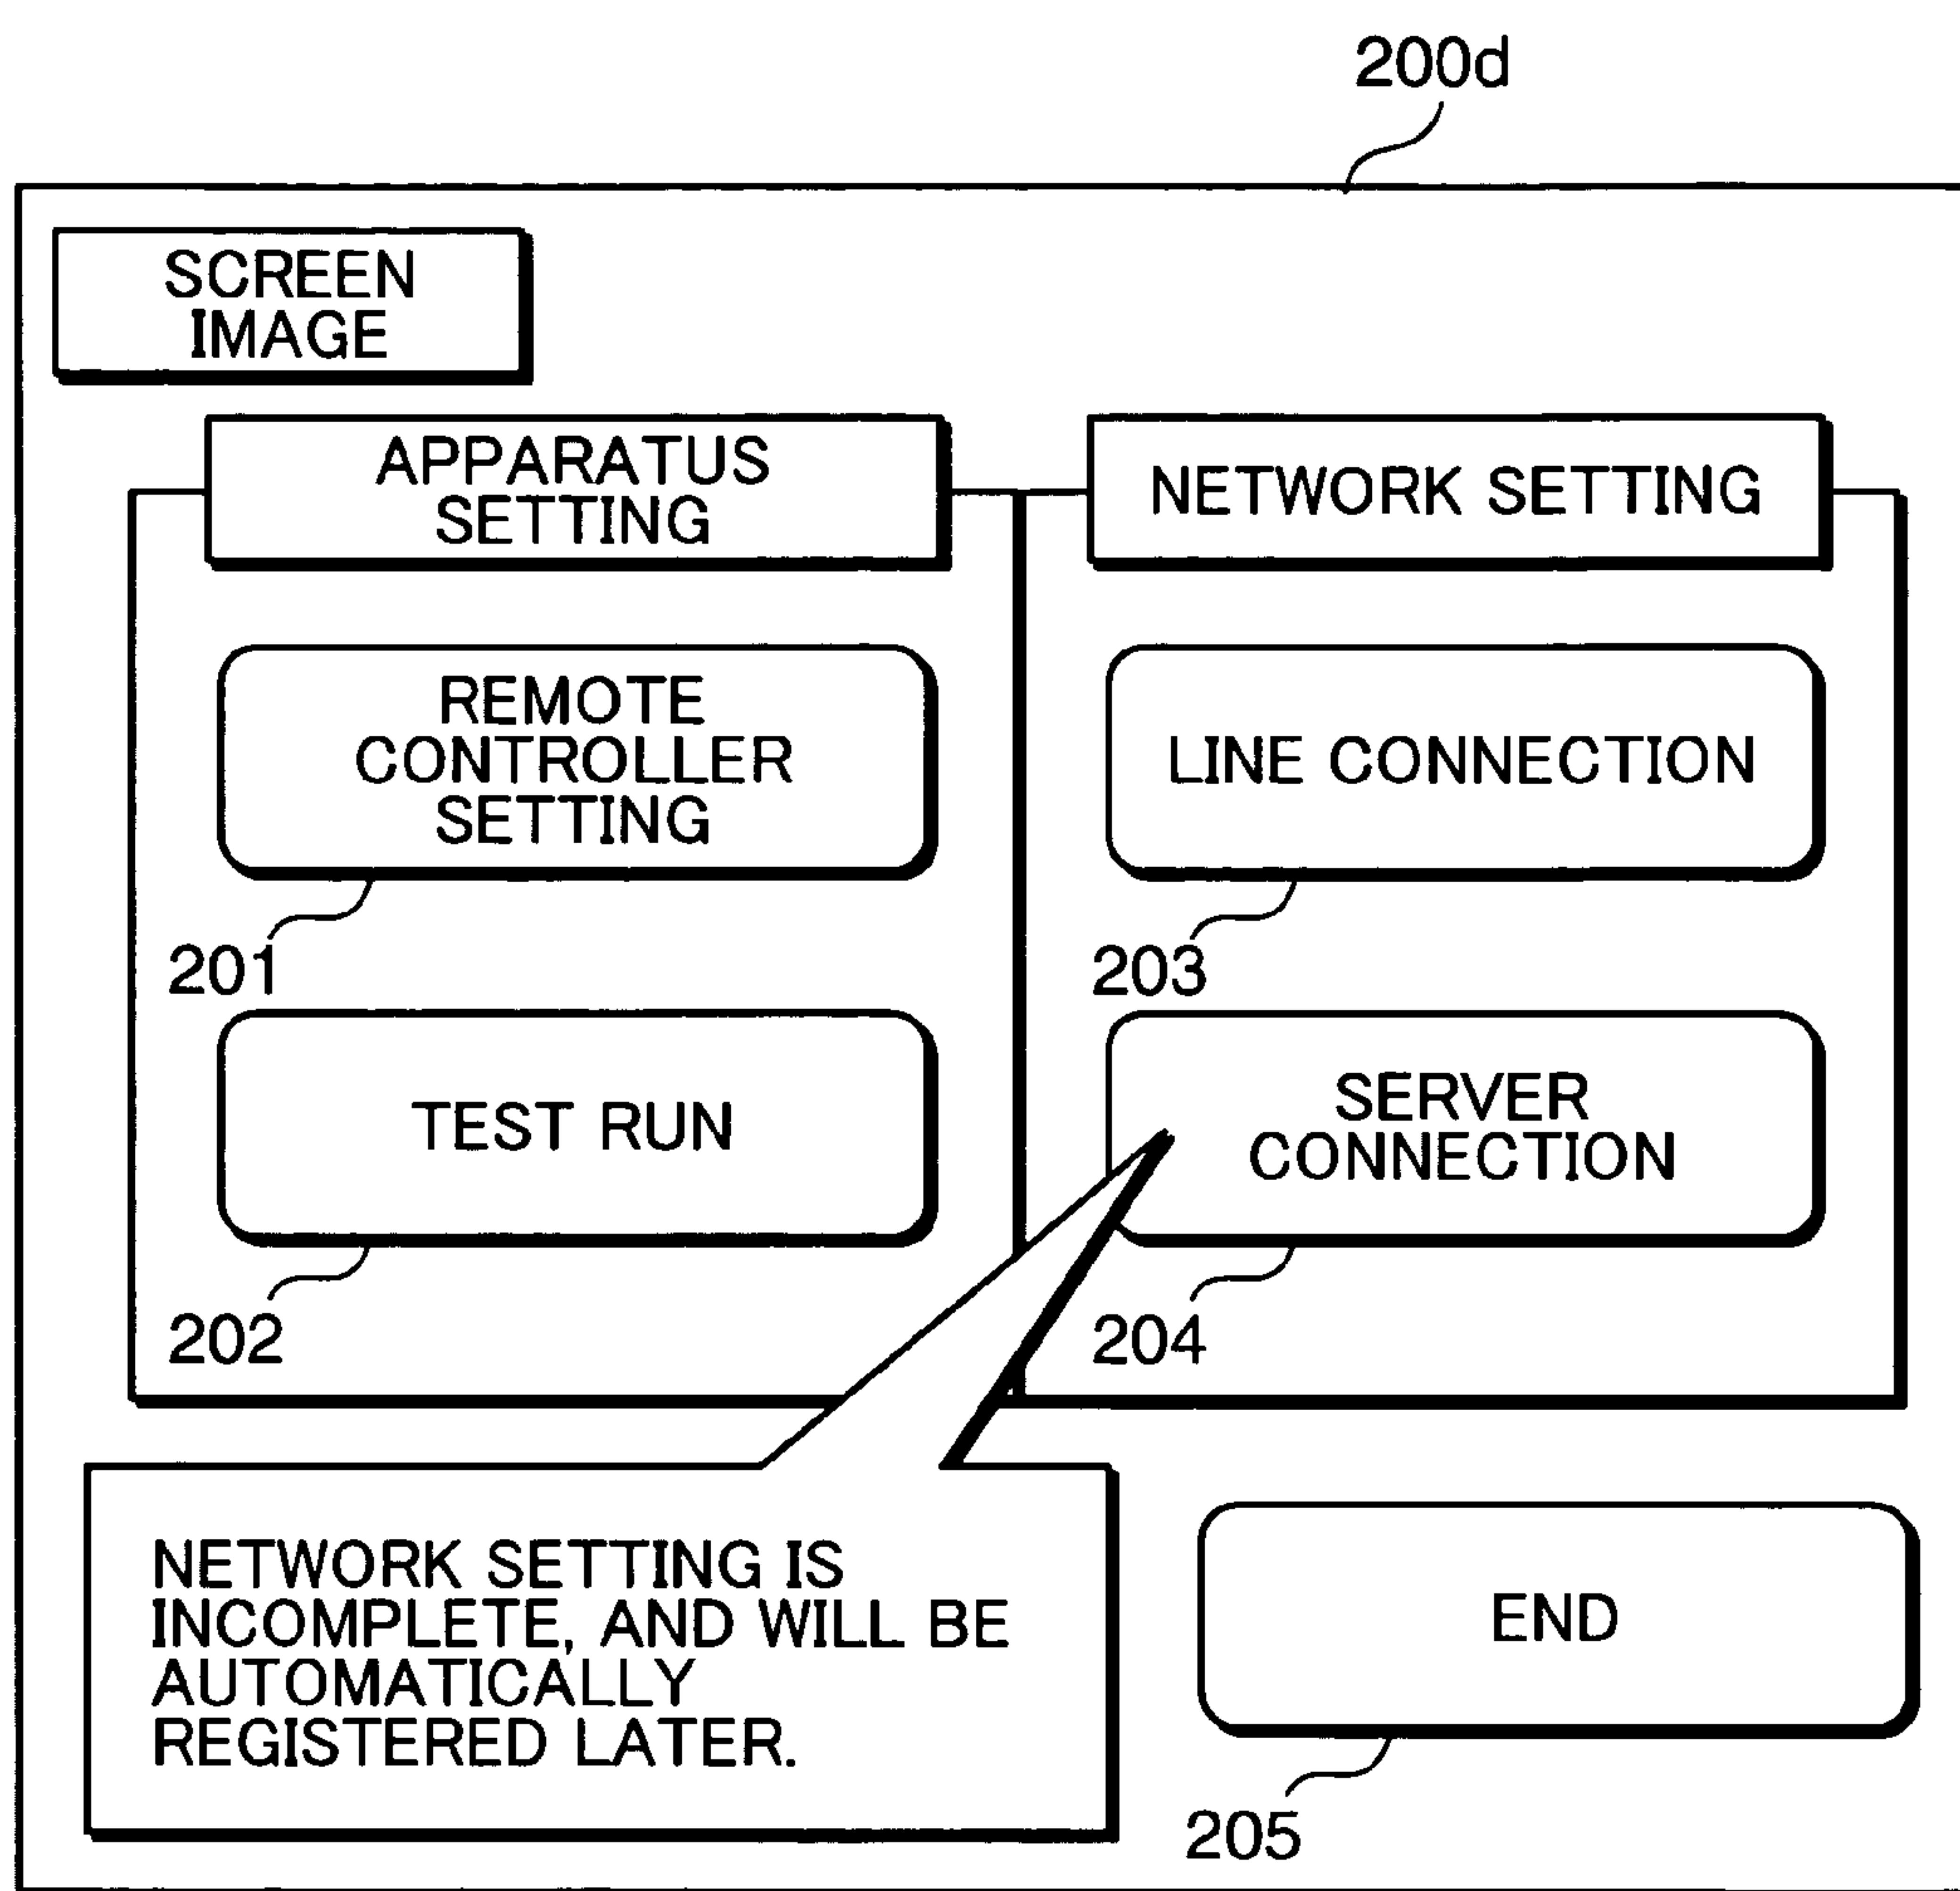 200d
SCREEN
IMAGE
APPARATUS
SETTING
NETWORK SETTING
REMOTE
CONTROLLER
SETTING
LINE CONNECTION
201
203
TEST RUN
SERVER
CONNECTION
202
204
NETWORK SETTING IS
INCOMPLETE, AND WILL BE
AUTOMATICALLY
REGISTERED LATER.
END
205